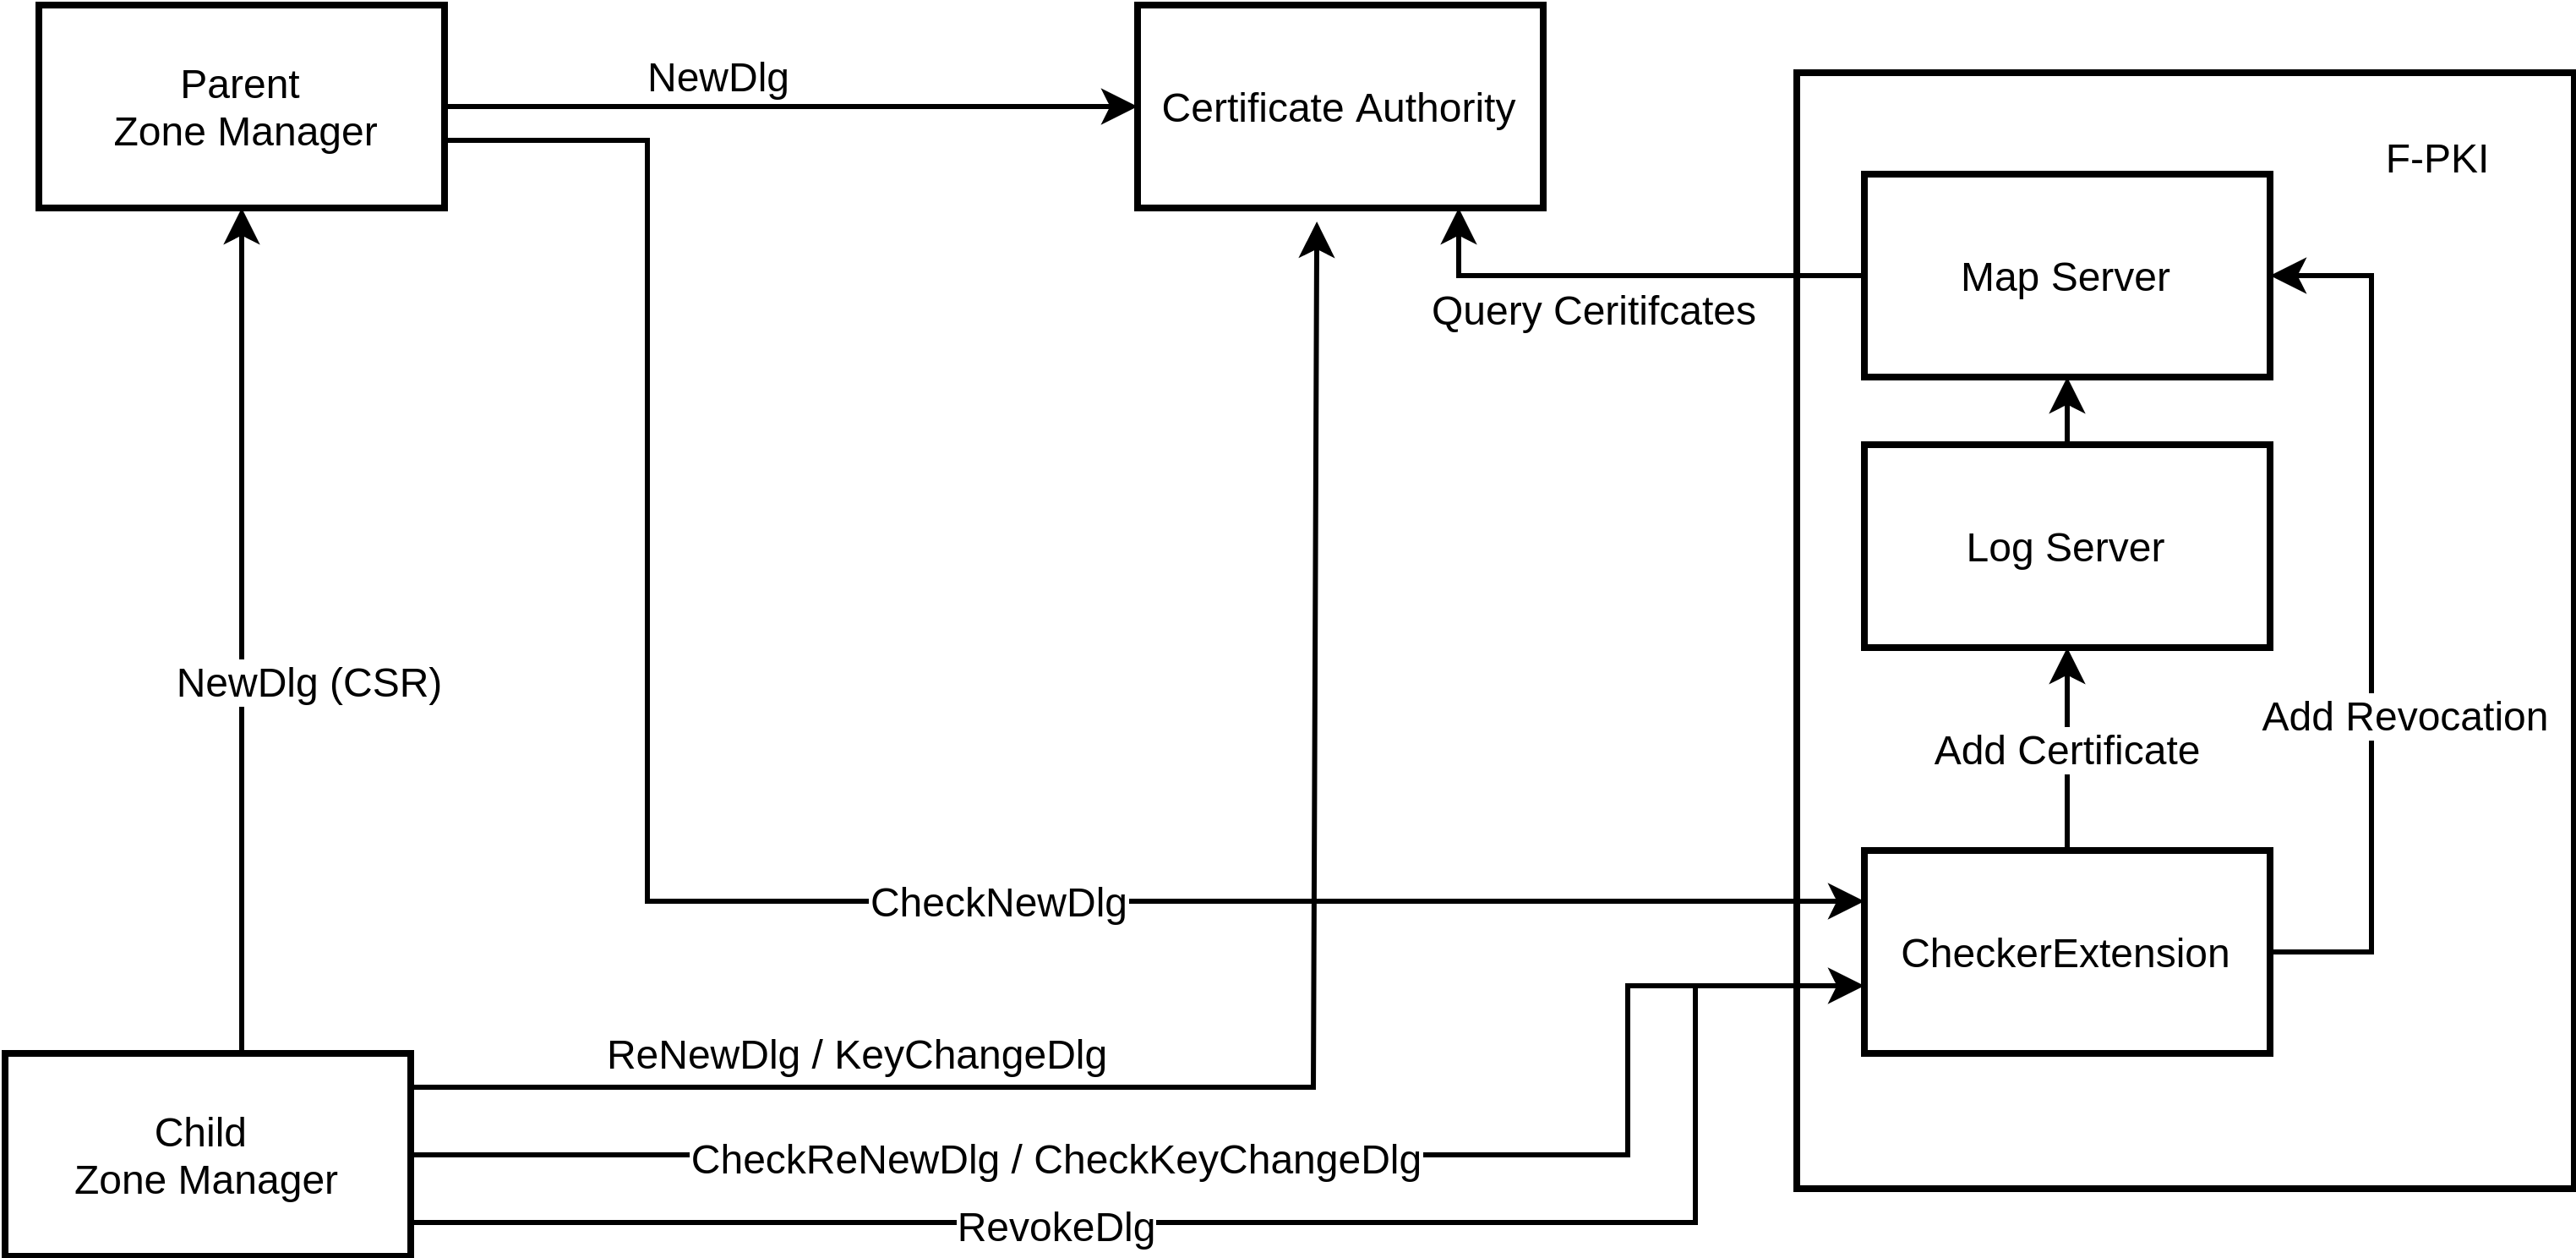 Parent
Zone Manager
NewDlg
Certificate Authority
F-PKI
Map Server
Query Ceritifcates
Log Server
NewDlg (CSR)
Add Revocation
Add Certificate
CheckNewDlg
CheckerExtension
ReNewDlg / KeyChangeDlg
Child
Zone Manager
CheckReNewDlg / CheckKeyChangeDlg
RevokeDlg